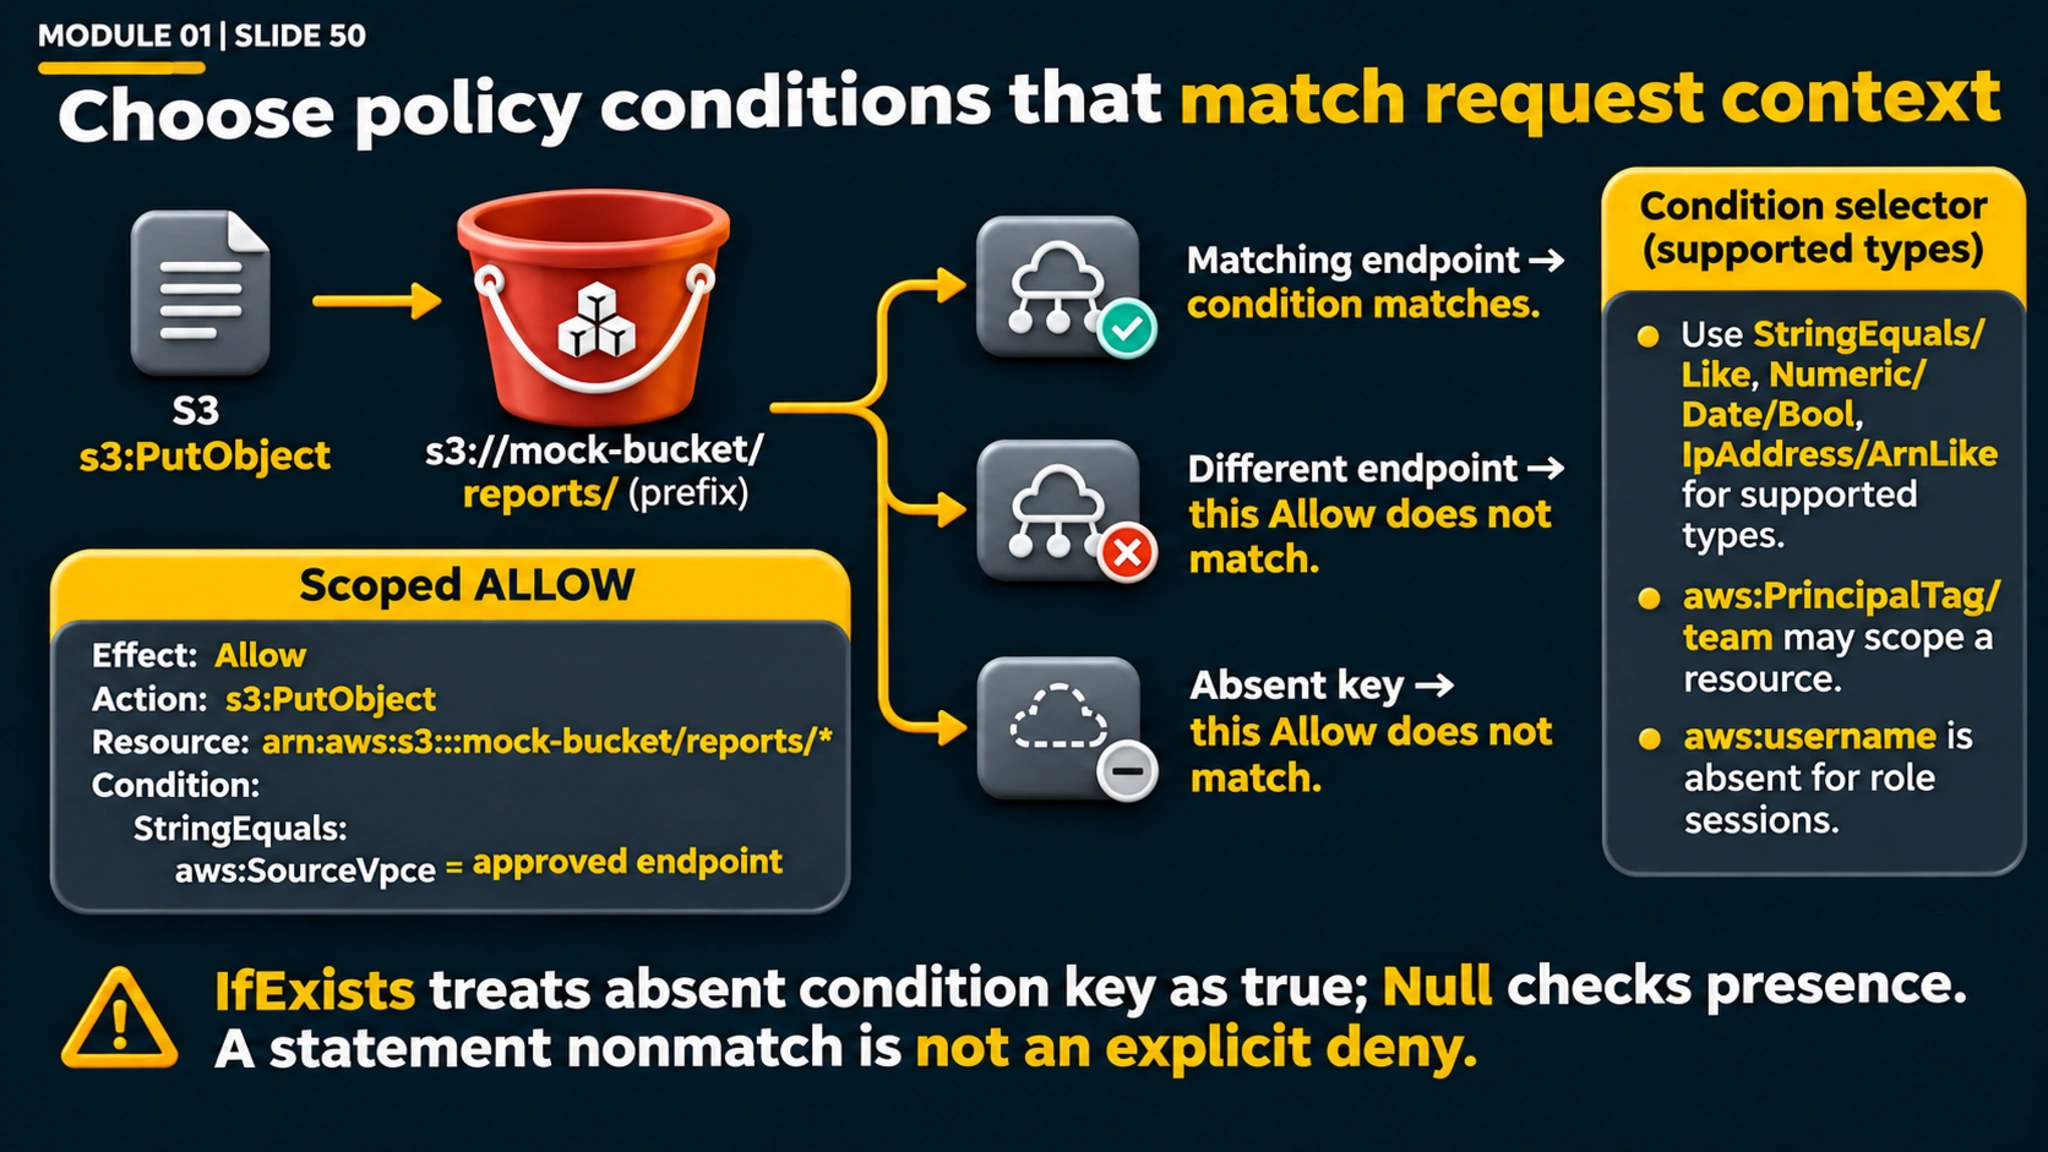 MODULE 01 | SLIDE 50
Choose policy conditions that match request context
S3
s3:PutObject
s3://mock-bucket/
reports/ (prefix)
Scoped ALLOW
Effect: Allow
Action: s3:PutObject
Resource: arn:aws:s3:::mock-bucket/reports/*
Condition:
StringEquals:
aws:SourceVpce = approved endpoint
Matching endpoint →
condition matches.
Different endpoint →
this Allow does not
match.
Absent key →
this Allow does not
match.
Condition selector
(supported types)
Use StringEquals/
Like, Numeric/
Date/Bool,
IpAddress/ArnLike
for supported
types.
aws:PrincipalTag/
team may scope a
resource.
aws:username is
absent for role
sessions.
IfExists treats absent condition key as true; Null checks presence.
A statement nonmatch is not an explicit deny.